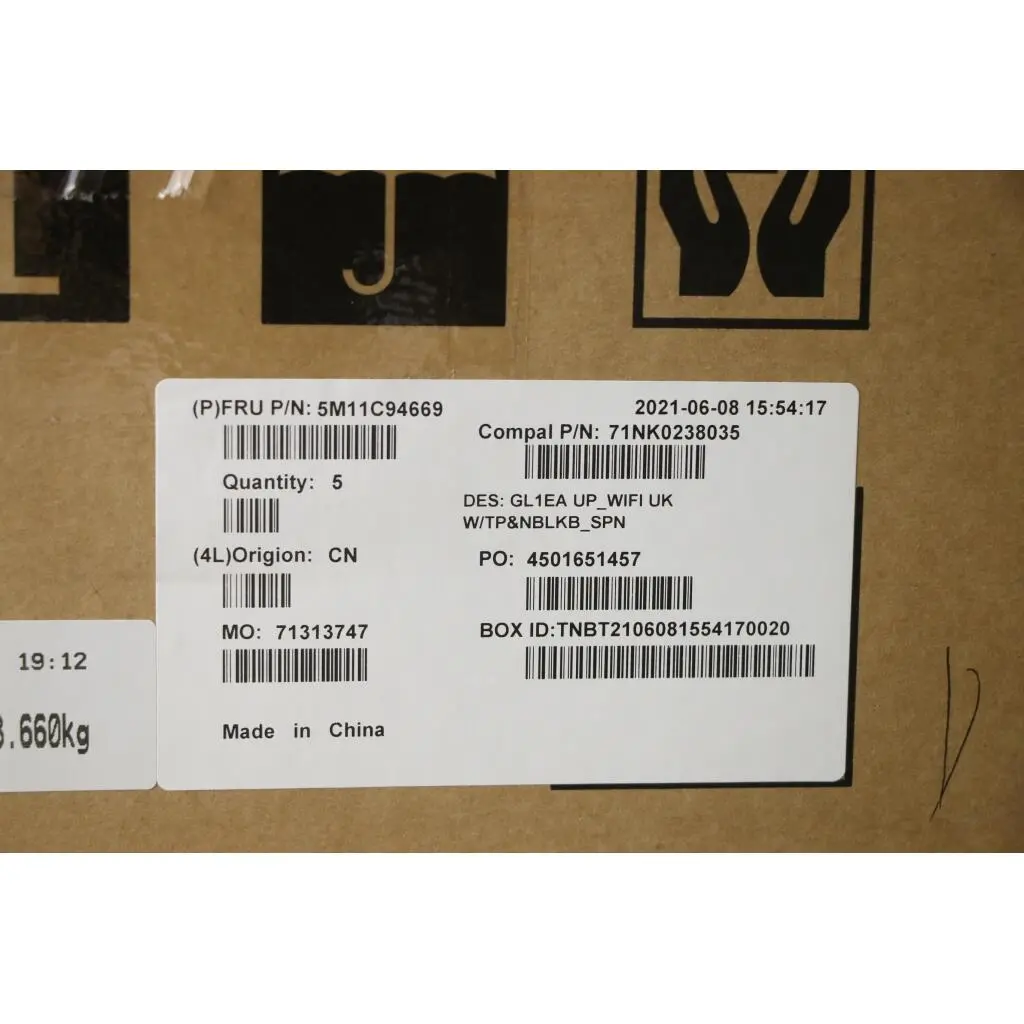 (P)FRU P/N: 5M11C94669
2021-06-08 15:54:17
Compal P/N: 71NK0238035
Quantity: 5
DES: GL1EA UP_WIFI UK
W/TP&NBLKB_SPN
(4L)Origion: CN
PO: 4501651457
MO: 71313747
BOX ID:TNBT2106081554170020
Made in China
19:12
.660kg